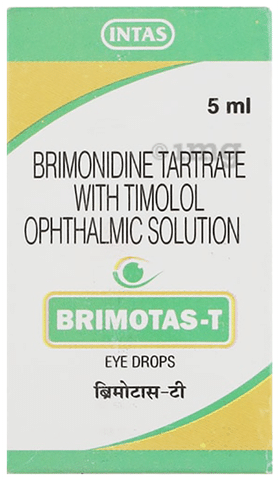 INTAS
5 ml
BRIMONIDINE TARTRATE
WITH TIMOLOL
OPHTHALMIC SOLUTION
BRIMOTAS-T
EYE DROPS
ब्रिमोटास-टी